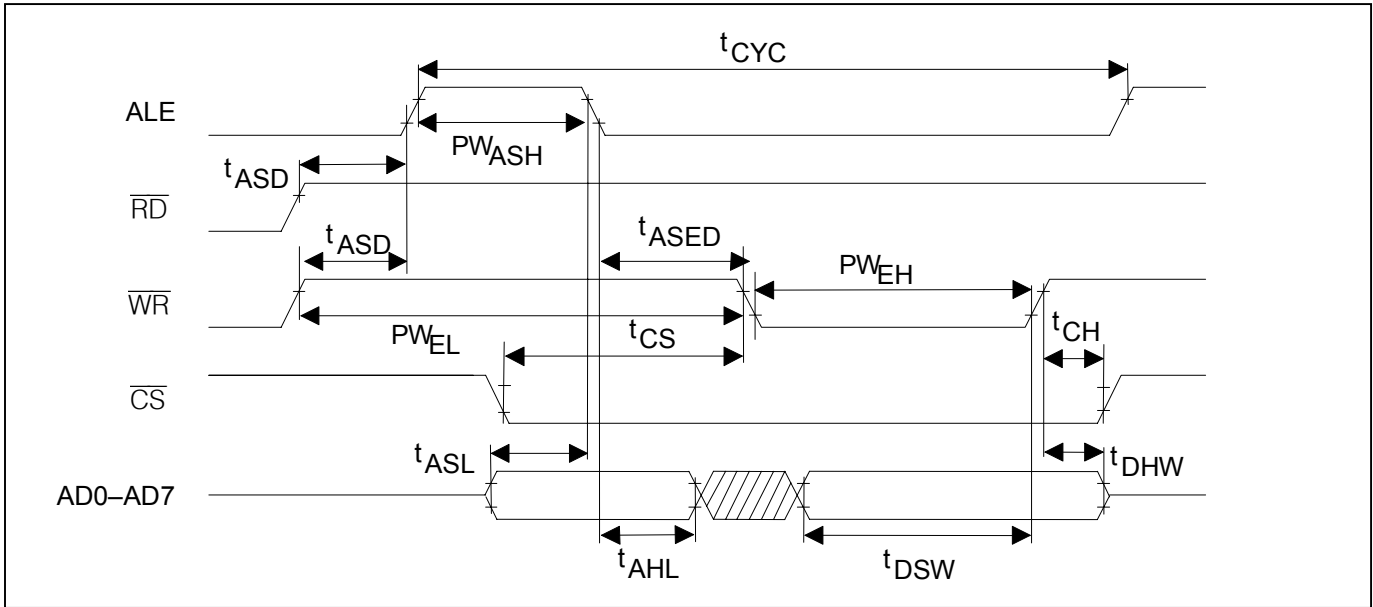 tCYC
ALE
PWASH
tASD
RD
tASD
tASED
PWEH
WR
PWEL
tCS
tCH
CS
tASL
tDHW
AD0–AD7
tAHL
tDSW